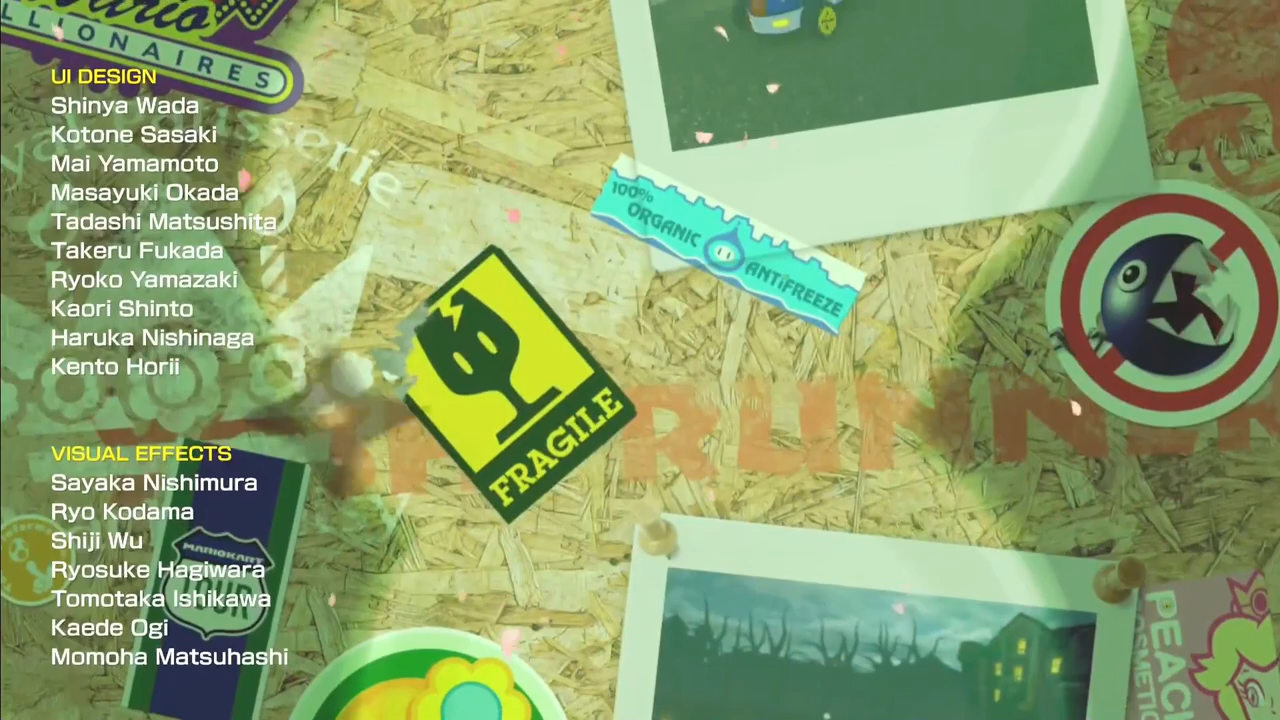 LLIONAIRES
UI DESIGN
Shinya Wada
Kotone Sasaki
Mai Yamamoto
Masayuki Okada
Tadashi Matsushita
Takeru Fukada
Ryoko Yamazaki
Kaori Shinto
Haruka Nishinaga
Kento Horii
100%
ORGANIC
ANTIFREEZE
FRAGILE
RUNNER
VISUAL EFFECTS
Sayaka Nishimura
Ryo Kodama
Shiji Wu
Ryosuke Hagiwara
Tomotaka Ishikawa
Kaede Ogi
Momoha Matsuhashi
MARIOKART
TOUR
PEACH